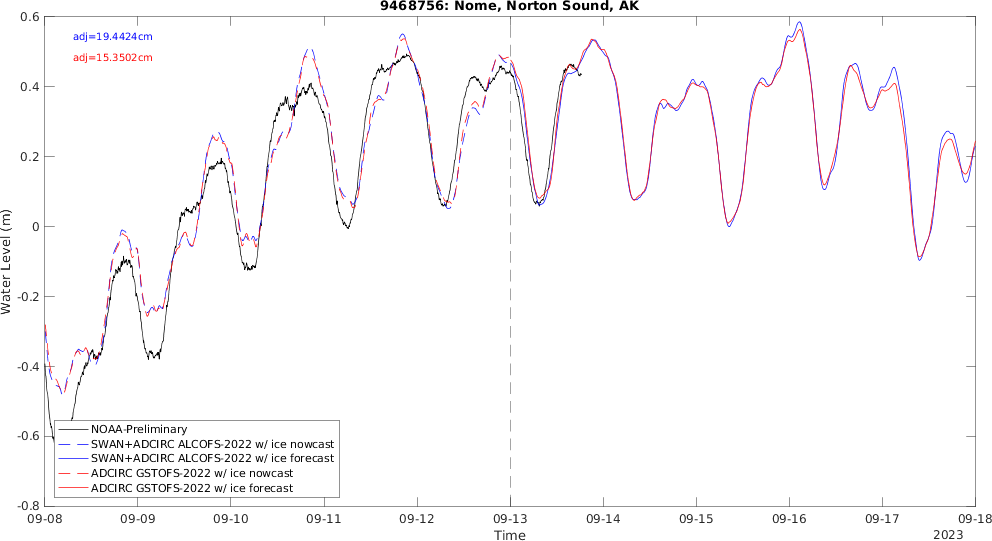 9468756: Nome, Norton Sound, AK
adj=19.4424cm
adj=15.3502cm
0.6
0.4
0.2
0
-0.2
-0.4
-0.6
-0.8
Water Level (m)
NOAA-Preliminary
SWAN+ADCIRC ALCOFS-2022 w/ ice nowcast
SWAN+ADCIRC ALCOFS-2022 w/ ice forecast
ADCIRC GSTOFS-2022 w/ ice nowcast
ADCIRC GSTOFS-2022 w/ ice forecast
09-08 09-09 09-10 09-11 09-12 09-13 09-14 09-15 09-16 09-17 09-18
Time
2023